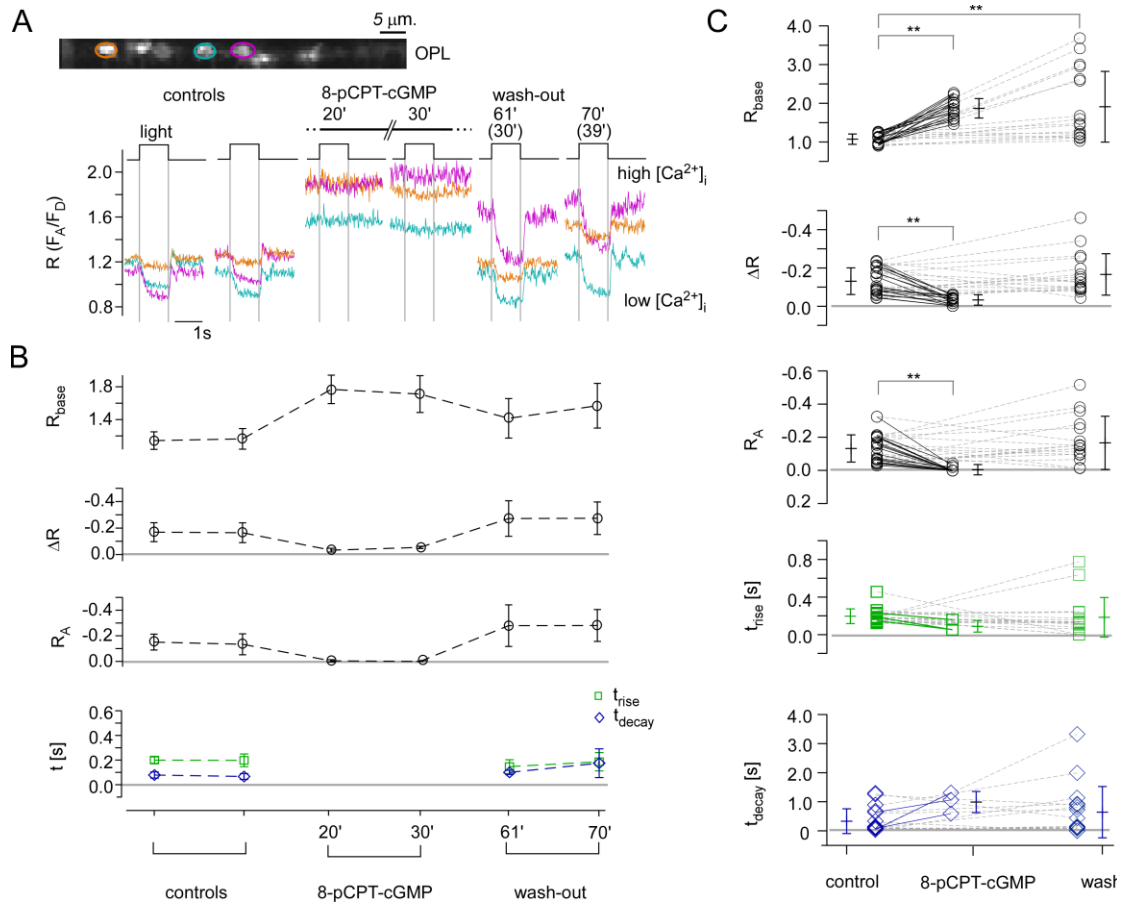 A
5 μm.
OPL
controls
8-pCPT-cGMP
wash-out
20' 30' 61' 70'
(30') (39')
light
R (F_A/F_D)
2.0
1.6
1.2
0.8
high [Ca²⁺]ᵢ
low [Ca²⁺]ᵢ
1s
B
R_base
1.8
1.4
ΔR
-0.4
-0.2
0.0
R_A
-0.4
-0.2
0.0
t [s]
0.6
0.4
0.2
0.0
t_rise
t_decay
20' 30' 61' 70'
controls 8-pCPT-cGMP wash-out
C
**
**
R_base
4.0
3.0
2.0
1.0
**
ΔR
-0.4
-0.2
0.0
**
R_A
-0.6
-0.4
-0.2
0.0
0.2
t_rise [s]
0.8
0.4
0.0
t_decay [s]
4.0
3.0
2.0
1.0
0
control 8-pCPT-cGMP wash